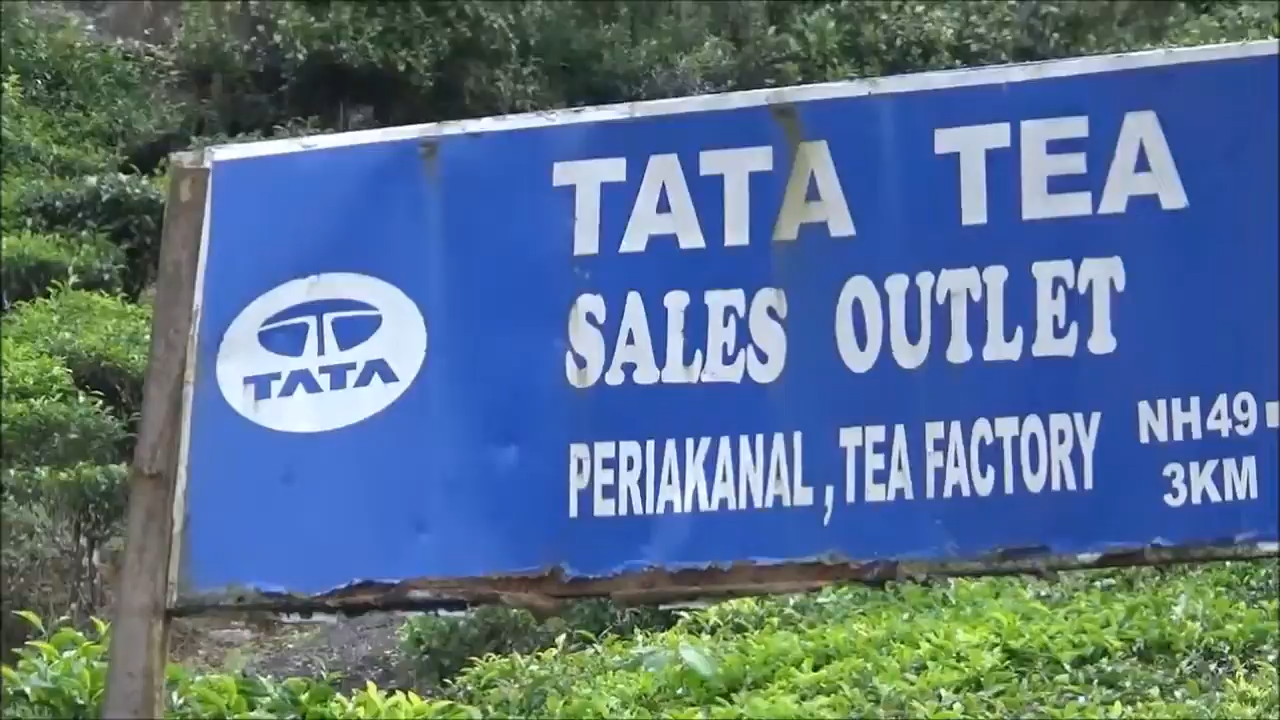 TATA
TATA TEA
SALES OUTLET
PERIAKANAL, TEA FACTORY
NH49
3KM